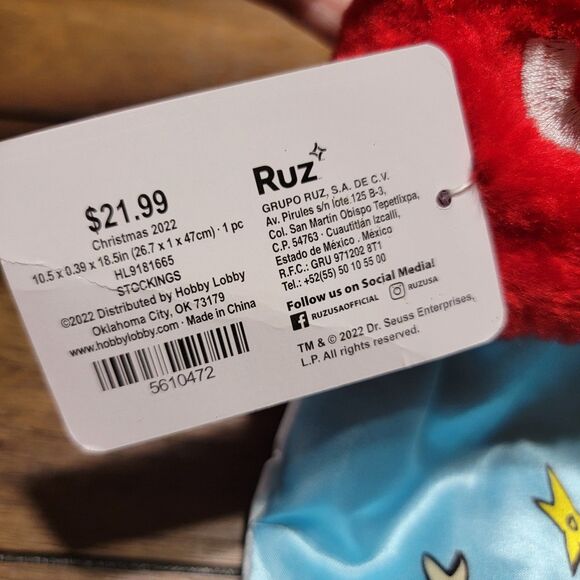 $21.99
Christmas 2022
10.5 x 0.39 x 18.5in (26.7 x 1 x 47cm) · 1 pc
HL9181665
STOCKINGS
©2022 Distributed by Hobby Lobby
Oklahoma City, OK 73179
www.hobbylobby.com · Made in China
5610472
Ruz
GRUPO RUZ, S.A. DE C.V.
Av. Pirules s/n lote 125 B-3,
Col. San Martin Obispo Tepetlixpa,
C.P. 54763 · Cuautitlán Izcalli,
Estado de México . México
R.F.C.: GRU 971202 8T1
Tel.: +52(55) 50 10 55 00
Follow us on Social Media!
RUZUSAOFFICIAL RUZUSA
TM & © 2022 Dr. Seuss Enterprises,
L.P. All rights reserved.